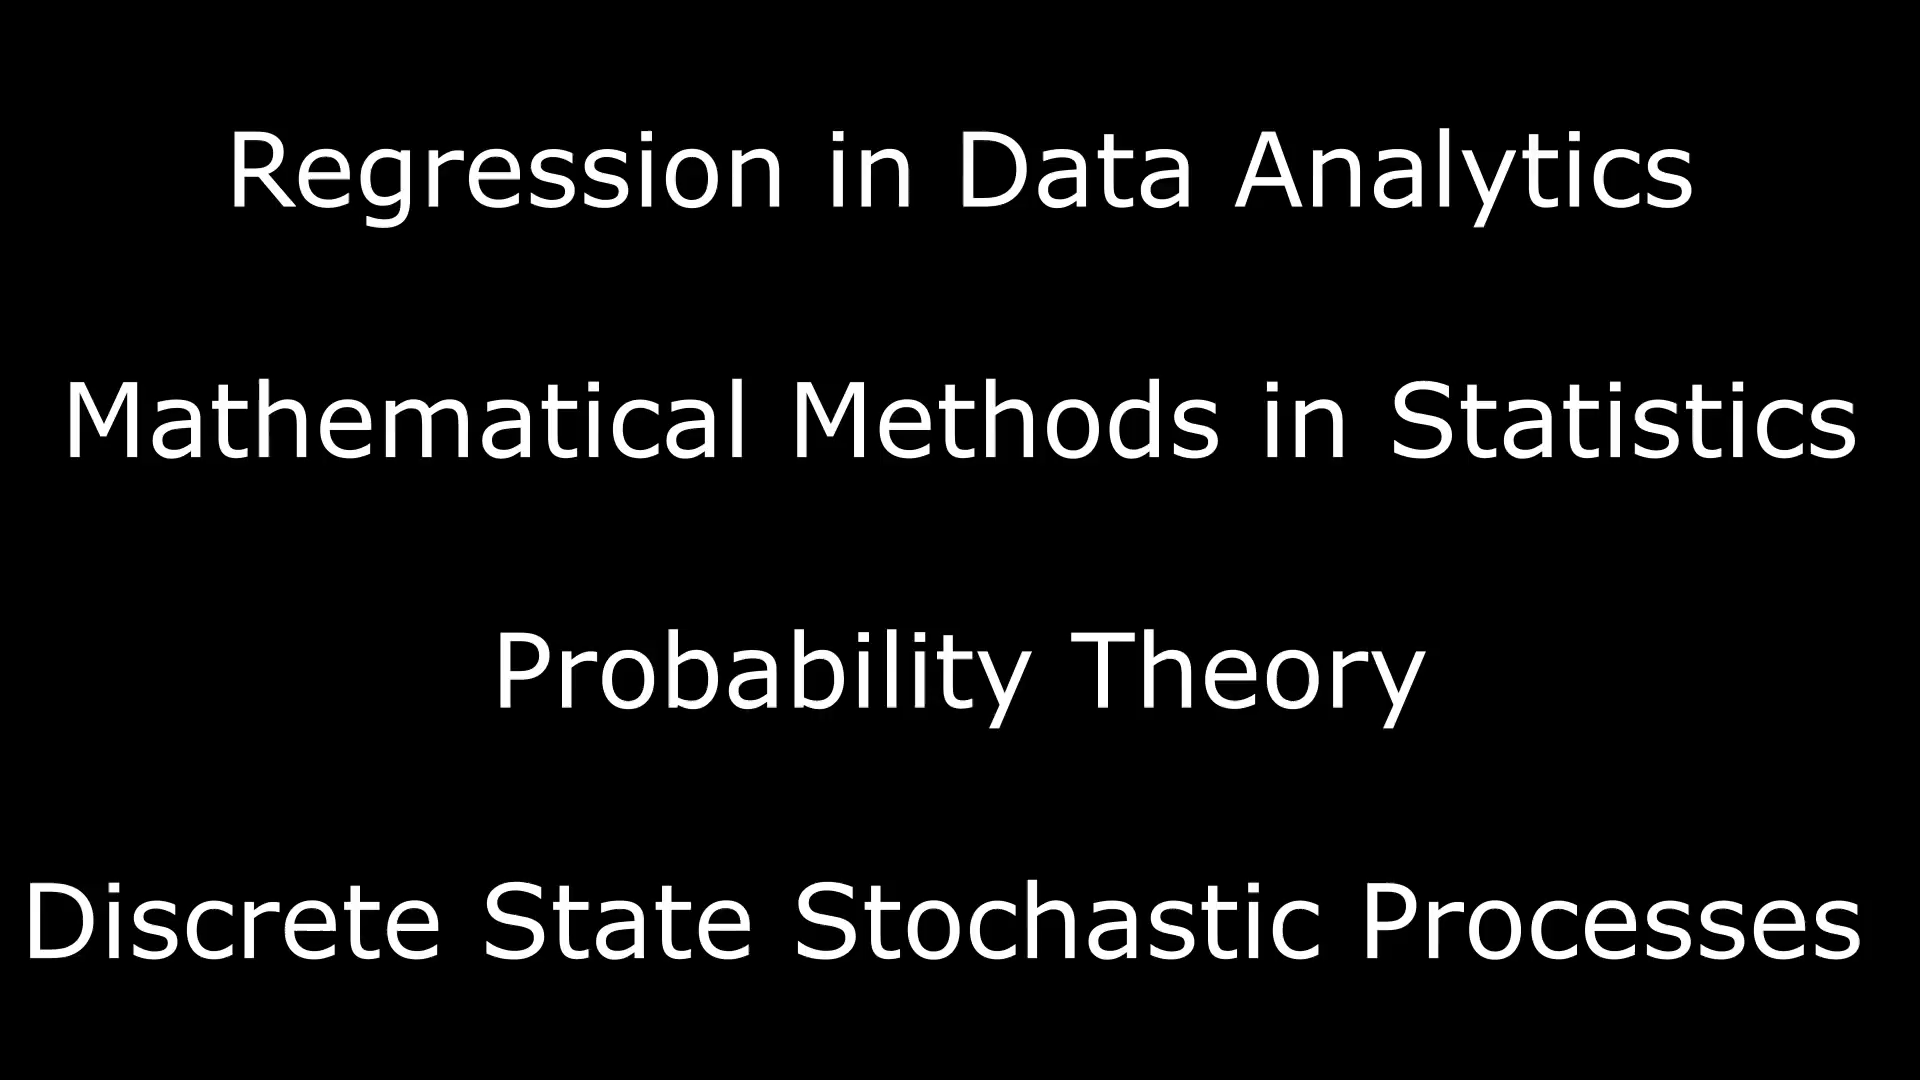 Regression in Data Analytics
Mathematical Methods in Statistics
Probability Theory
Discrete State Stochastic Processes